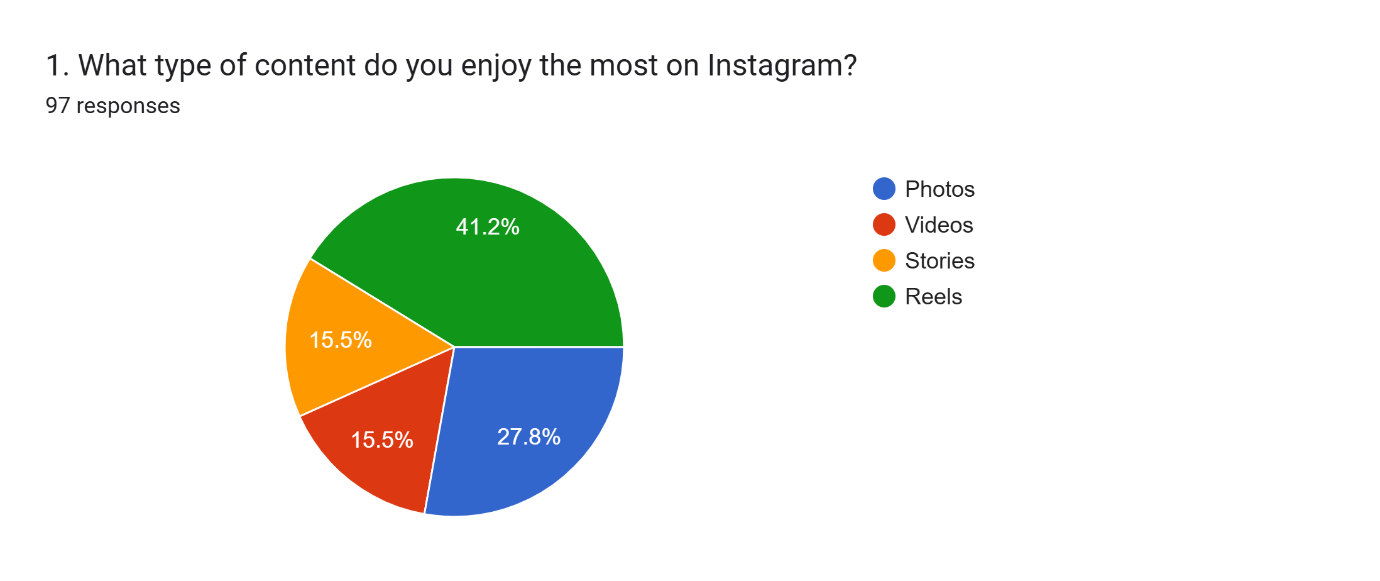 1. What type of content do you enjoy the most on Instagram?
97 responses
41.2%
15.5%
15.5%
27.8%
Photos
Videos
Stories
Reels